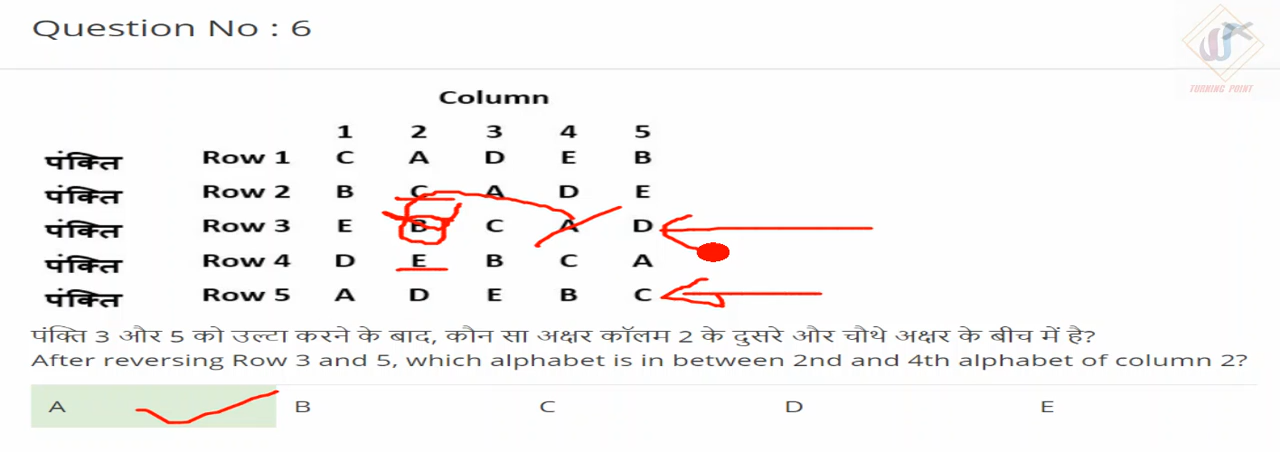 Question No : 6
TURNING POINT
Column
1 2 3 4 5
पंक्ति Row 1 C A D E B
पंक्ति Row 2 B C A D E
पंक्ति Row 3 E B C A D
पंक्ति Row 4 D E B C A
पंक्ति Row 5 A D E B C
पंक्ति 3 और 5 को उल्टा करने के बाद, कौन सा अक्षर कॉलम 2 के दुसरे और चौथे अक्षर के बीच में है?
After reversing Row 3 and 5, which alphabet is in between 2nd and 4th alphabet of column 2?
A B C D E